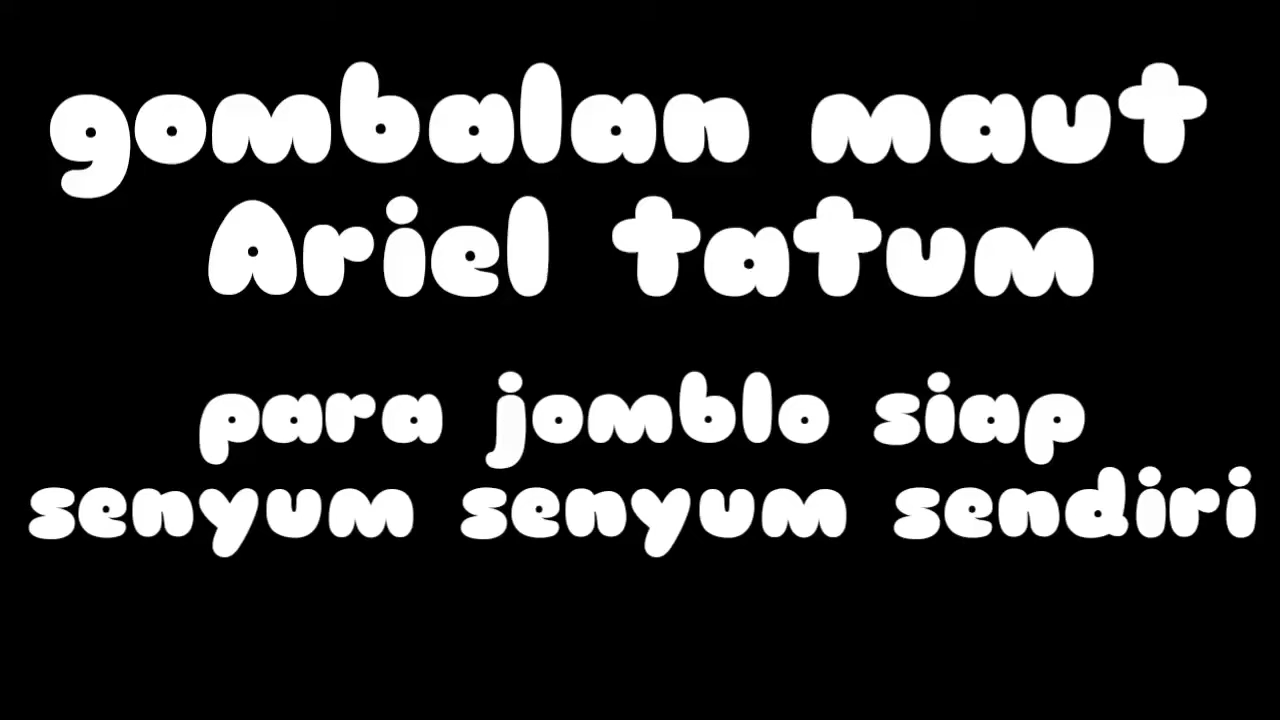 gombalan maut
Ariel tatum
para jomblo siap
senyum senyum sendiri